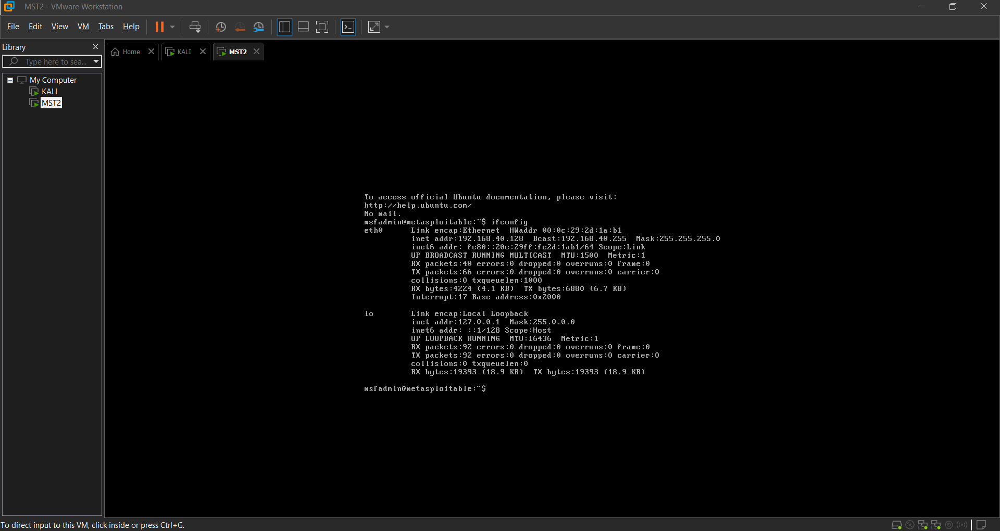 MST2 - VMware Workstation
File Edit View VM Tabs Help
Library
Home KALI MST2
Type here to sea...
My Computer
KALI
MST2
To access official Ubuntu documentation, please visit:
http://help.ubuntu.com/
No mail.
msfadmin@metasploitable:~$ ifconfig
eth0 Link encap:Ethernet HWaddr 00:0c:29:2d:1a:b1
inet addr:192.168.40.128 Bcast:192.168.40.255 Mask:255.255.255.0
inet6 addr: fe80::20c:29ff:fe2d:1ab1/64 Scope:Link
UP BROADCAST RUNNING MULTICAST MTU:1500 Metric:1
RX packets:40 errors:0 dropped:0 overruns:0 frame:0
TX packets:66 errors:0 dropped:0 overruns:0 carrier:0
collisions:0 txqueuelen:1000
RX bytes:4224 (4.1 KB) TX bytes:6880 (6.7 KB)
Interrupt:17 Base address:0x2000
lo Link encap:Local Loopback
inet addr:127.0.0.1 Mask:255.0.0.0
inet6 addr: ::1/128 Scope:Host
UP LOOPBACK RUNNING MTU:16436 Metric:1
RX packets:92 errors:0 dropped:0 overruns:0 frame:0
TX packets:92 errors:0 dropped:0 overruns:0 carrier:0
collisions:0 txqueuelen:0
RX bytes:19393 (18.9 KB) TX bytes:19393 (18.9 KB)
msfadmin@metasploitable:~$
To direct input to this VM, click inside or press Ctrl+G.